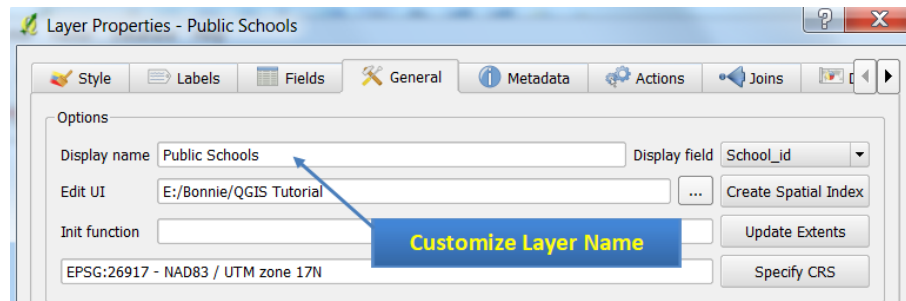 Layer Properties - Public Schools
? X
Style Labels Fields General Metadata Actions Joins
Options
Display name Public Schools Display field School_id
Edit UI E:/Bonnie/QGIS Tutorial ... Create Spatial Index
Init function Update Extents
Customize Layer Name
EPSG:26917 - NAD83 / UTM zone 17N Specify CRS